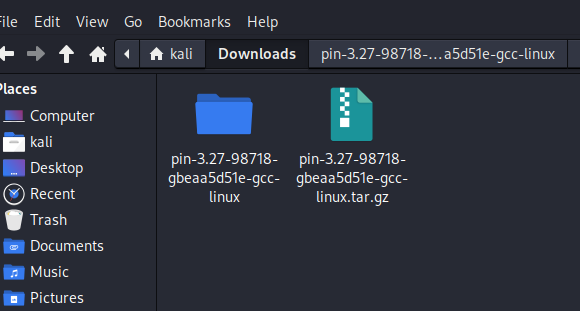 File Edit View Go Bookmarks Help
kali Downloads pin-3.27-98718-...a5d51e-gcc-linux
Places
Computer
kali
Desktop
Recent
Trash
Documents
Music
Pictures
pin-3.27-98718-
gbeaa5d51e-gcc-
linux
pin-3.27-98718-
gbeaa5d51e-gcc-
linux.tar.gz